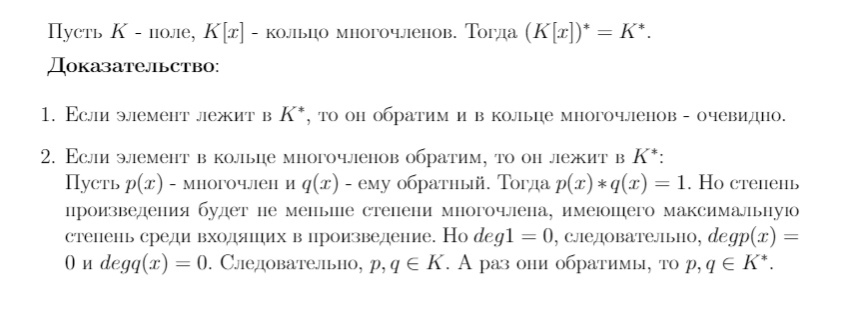 Пусть K - поле, K[x] - кольцо многочленов. Тогда (K[x])* = K*.
Доказательство:
1. Если элемент лежит в K*, то он обратим и в кольце многочленов - очевидно.
2. Если элемент в кольце многочленов обратим, то он лежит в K*:
Пусть p(x) - многочлен и q(x) - ему обратный. Тогда p(x)*q(x) = 1. Но степень
произведения будет не меньше степени многочлена, имеющего максимальную
степень среди входящих в произведение. Но deg1 = 0, следовательно, degp(x) =
0 и degq(x) = 0. Следовательно, p, q ∈ K. А раз они обратимы, то p, q ∈ K*.